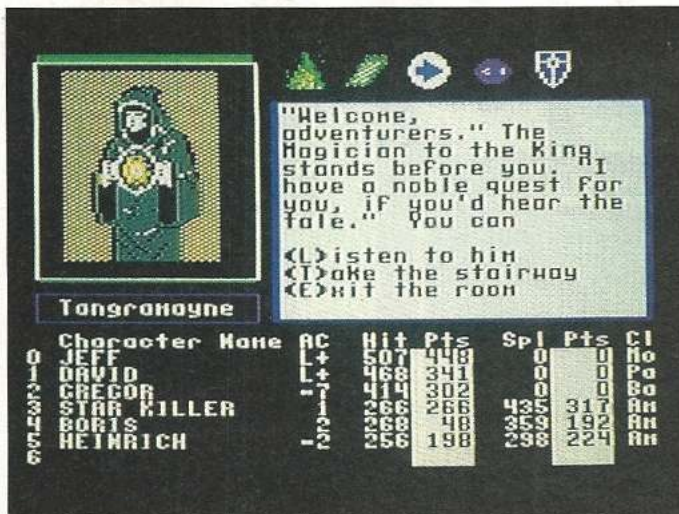 "Welcome,
adventurers." The
Magician to the King
stands before you. "I
have a noble quest for
you, if you'd hear the
tale." You can
(L)isten to him
(T)ake the stairway
(E)xit the room
Tangramayne
Character Name AC Hit Pts Spl Pts Cl
0 JEFF L+ 507 448 0 0 Mo
1 DAVID L+ 468 341 0 0 Pa
2 GREGOR -7 414 302 0 0 Ba
3 STAR KILLER 1 266 266 435 317 Am
4 BORIS 2 268 48 359 192 Am
5 HEINRICH -2 256 198 298 224 Am
6